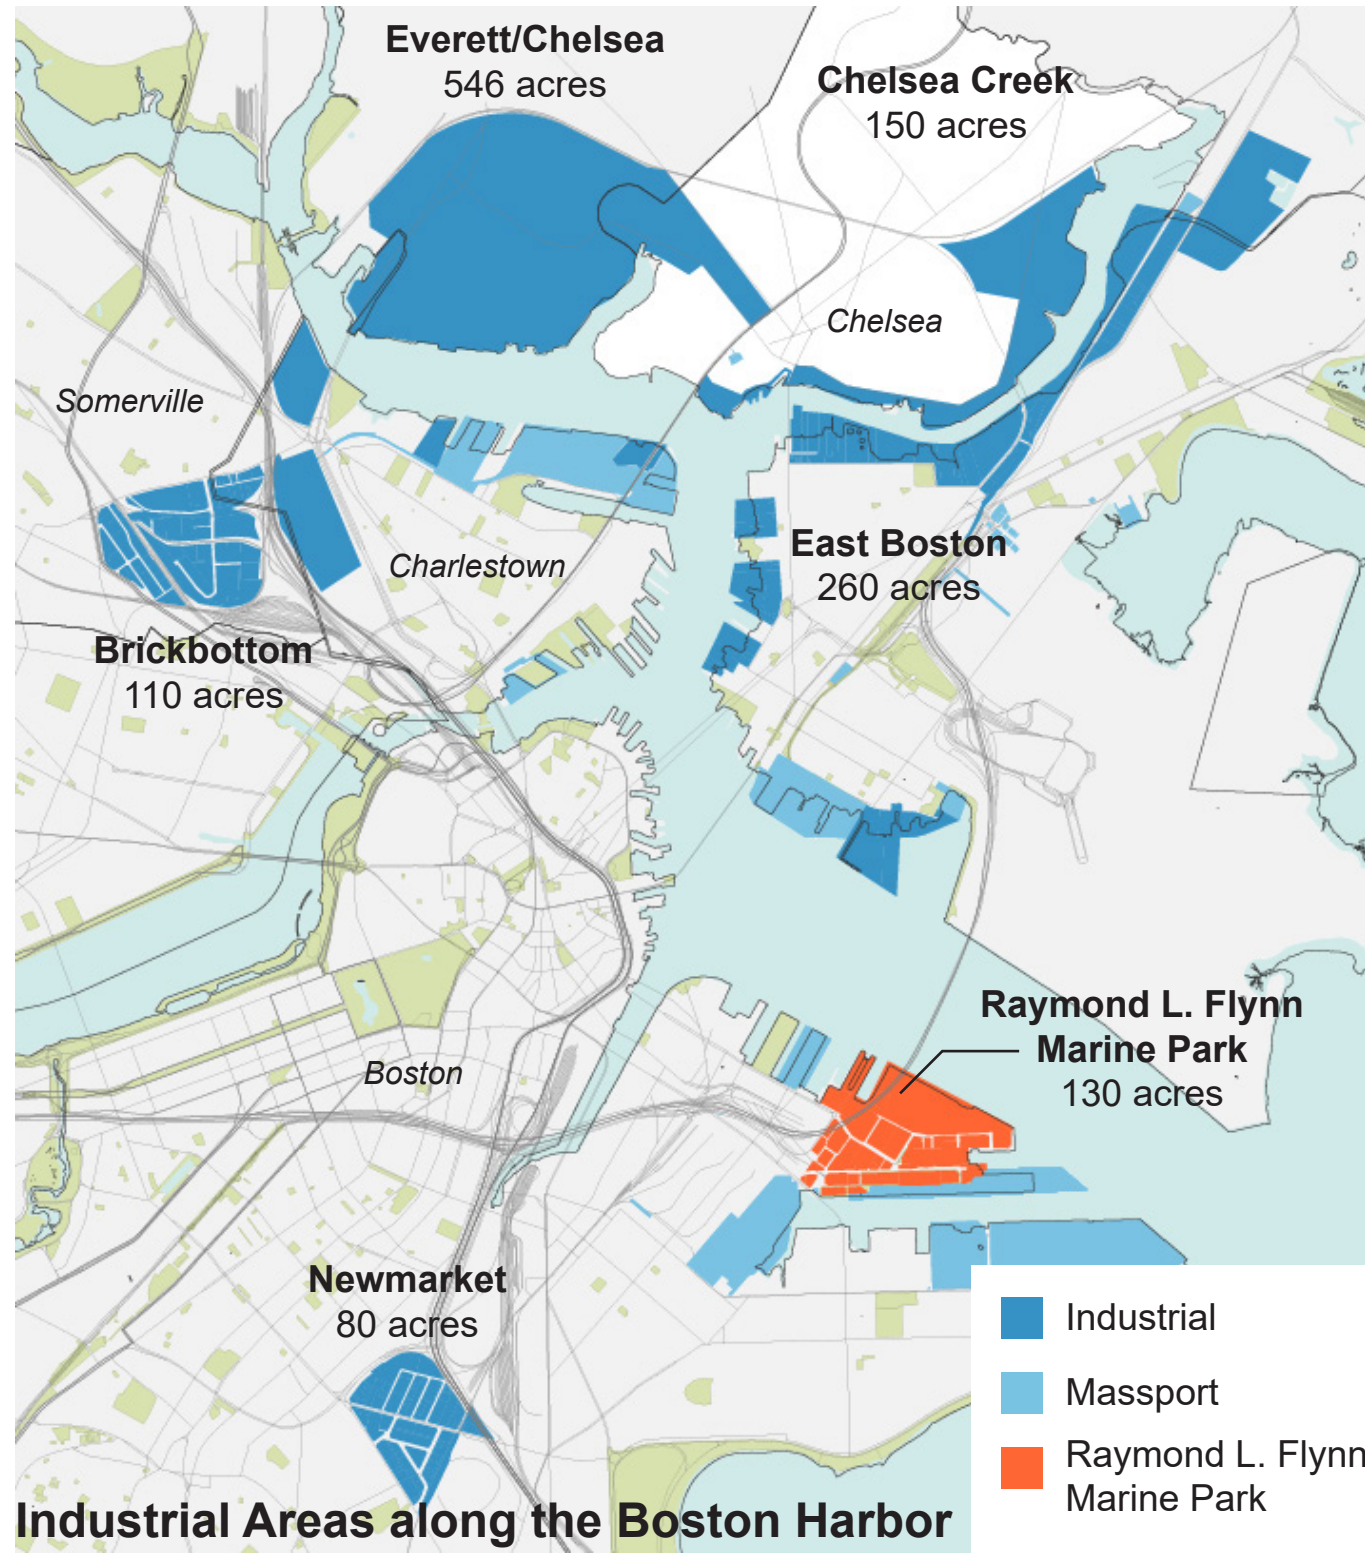 Everett/Chelsea
546 acres
Chelsea Creek
150 acres
Chelsea
Somerville
Charlestown
East Boston
260 acres
Brickbottom
110 acres
Raymond L. Flynn
Marine Park
130 acres
Boston
Newmarket
80 acres
Industrial
Massport
Raymond L. Flynn
Marine Park
Industrial Areas along the Boston Harbor